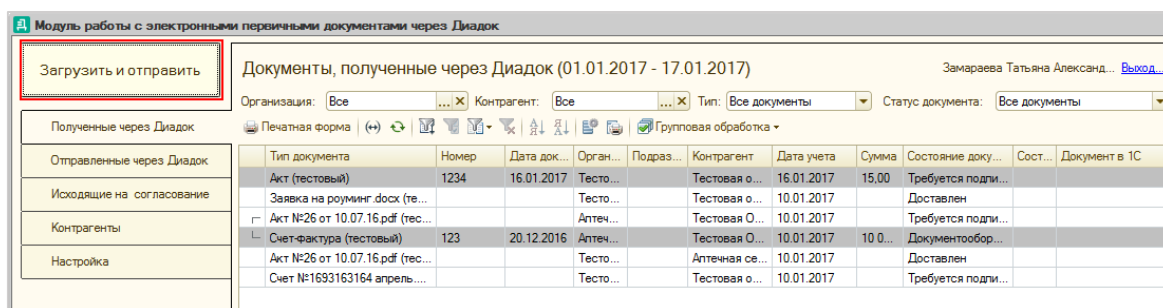 Модуль работы с электронными первичными документами через Диадок
Загрузить и отправить
Документы, полученные через Диадок (01.01.2017 - 17.01.2017)
Замараева Татьяна Александ... Выход...
Организация: Все ... Контрагент: Все ... Тип: Все документы Статус документа: Все документы
Полученные через Диадок
Печатная форма Групповая обработка
Отправленные через Диадок
Исходящие на согласование
Контрагенты
Настройка
Тип документа Номер Дата док... Орган... Подраз... Контрагент Дата учета Сумма Состояние доку... Сост... Документ в 1С
Акт (тестовый) 1234 16.01.2017 Тесто... Тестовая о... 16.01.2017 15,00 Требуется подпи...
Заявка на роуминг.docx (те... Тесто... Тестовая о... 10.01.2017 Доставлен
Акт №26 от 10.07.16.pdf (тес... Аптеч... Тестовая О... 10.01.2017 Требуется подпи...
Счет-фактура (тестовый) 123 20.12.2016 Аптеч... Тестовая О... 10.01.2017 10 0... Документообор...
Акт №26 от 10.07.16.pdf (тес... Тесто... Аптечная се... 10.01.2017 Доставлен
Счет №1693163164 апрель.... Тесто... Тестовая о... 10.01.2017 Требуется подпи...